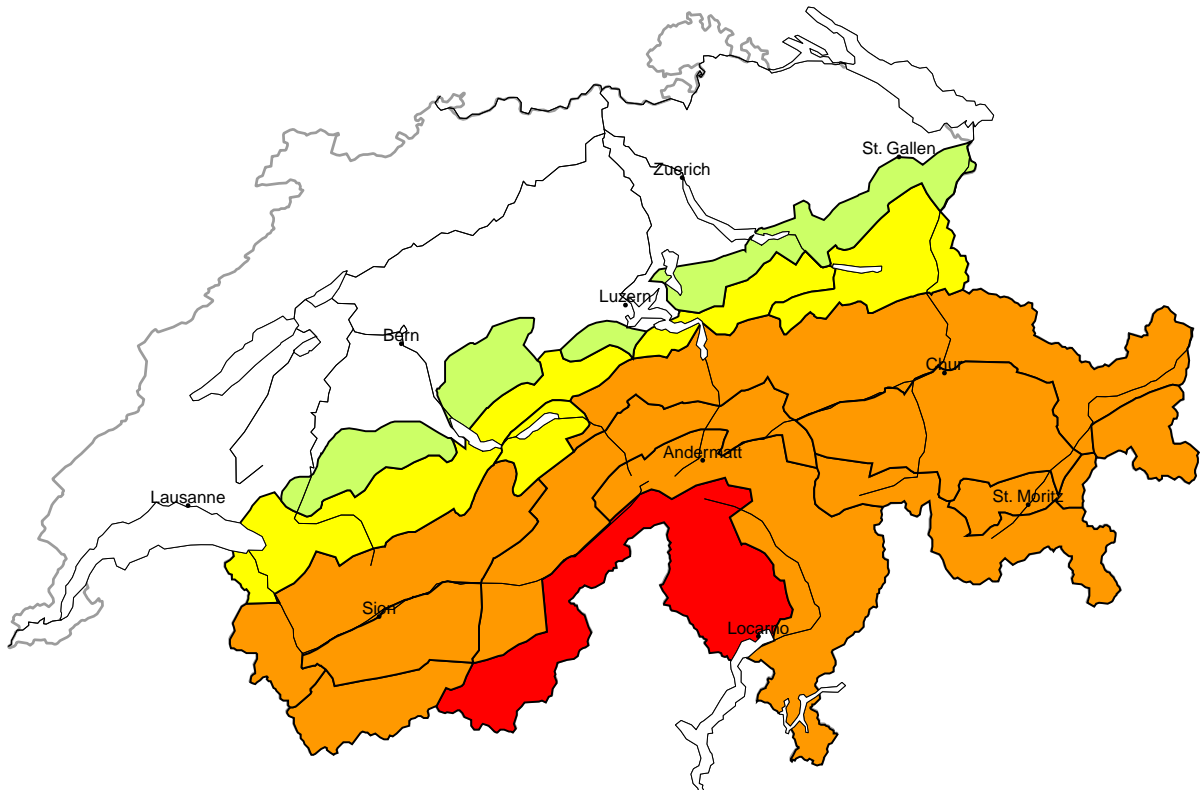 St. Gallen
Zuerich
Luzern
Bern
Chur
Andermatt
Lausanne
St. Moritz
Sion
Locarno